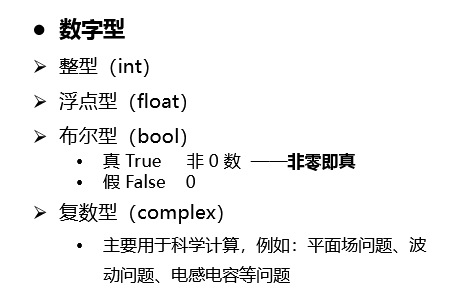 ● 数字型
➢ 整型（int）
➢ 浮点型（float）
➢ 布尔型（bool）
• 真 True 非 0 数 ——非零即真
• 假 False 0
➢ 复数型（complex）
• 主要用于科学计算，例如：平面场问题、波
动问题、电感电容等问题